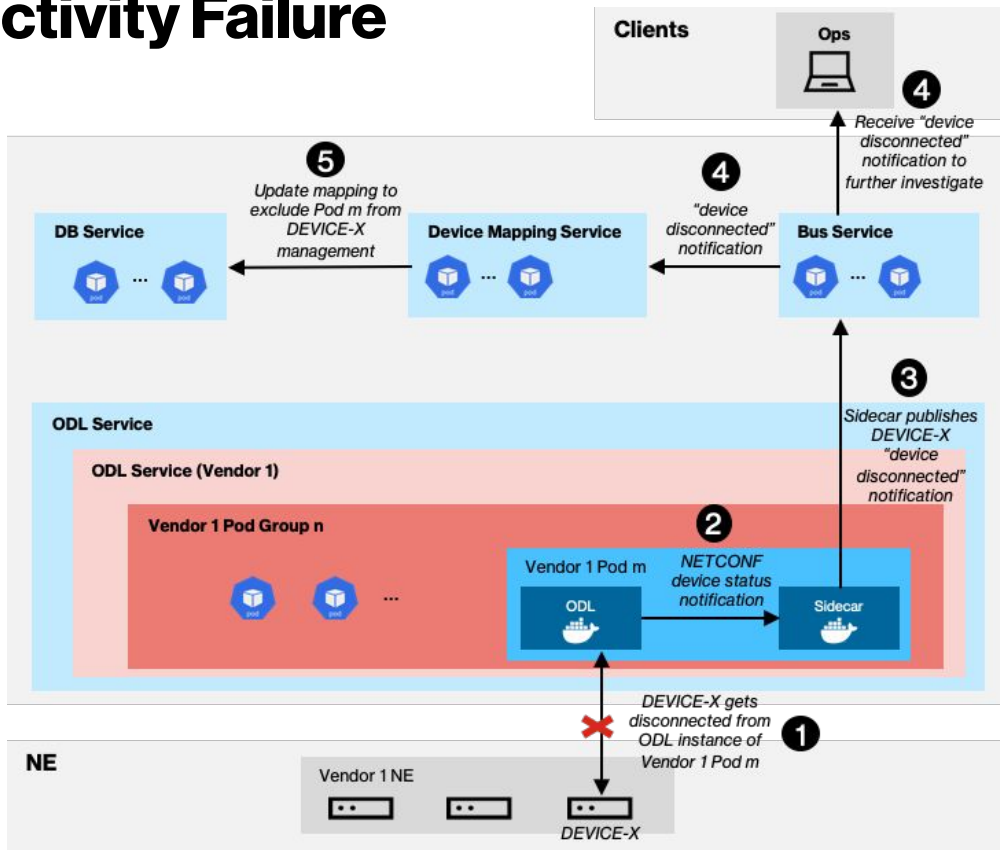 ctivity Failure
Clients
Ops
4
Receive “device
disconnected”
notification to
further investigate
5
Update mapping to
exclude Pod m from
DEVICE-X
management
4
“device
disconnected”
notification
DB Service
pod
...
pod
Device Mapping Service
pod
...
pod
Bus Service
pod
...
pod
3
Sidecar publishes
DEVICE-X
“device
disconnected”
notification
ODL Service
ODL Service (Vendor 1)
Vendor 1 Pod Group n
pod
pod
...
2
NETCONF
device status
notification
Vendor 1 Pod m
ODL
Sidecar
DEVICE-X gets
disconnected from
ODL instance of
Vendor 1 Pod m
1
NE
Vendor 1 NE
DEVICE-X